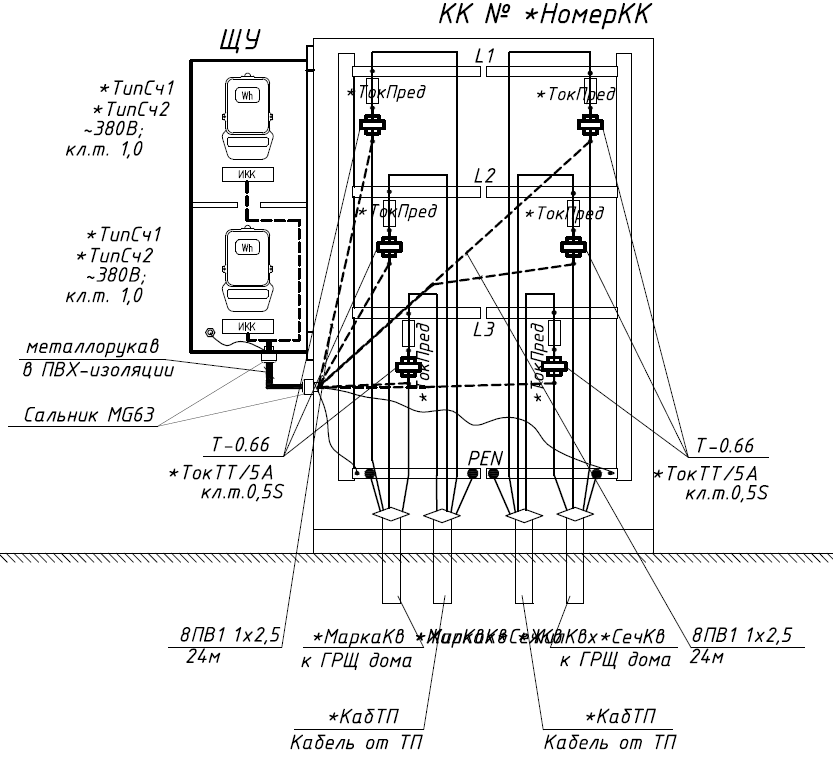 КК № *НомерКК
ЩУ
L1
*ТипСч1
*ТипСч2
~380В;
кл.т. 1,0
Wh
ИКК
*ТокПред
*ТокПред
L2
*ТокПред
*ТокПред
*ТипСч1
*ТипСч2
~380В;
кл.т. 1,0
Wh
ИКК
L3
*ТокПред
*ТокПред
металлорукав
в ПВХ-изоляции
Сальник MG63
Т-0.66
*ТокТТ/5А
кл.т.0,5S
PEN
Т-0.66
*ТокТТ/5А
кл.т.0,5S
8ПВ1 1х2,5
24м
*МаркаКв
к ГРЩ дома
х*СечКв
к ГРЩ дома
8ПВ1 1х2,5
24м
*КабТП
Кабель от ТП
*КабТП
Кабель от ТП